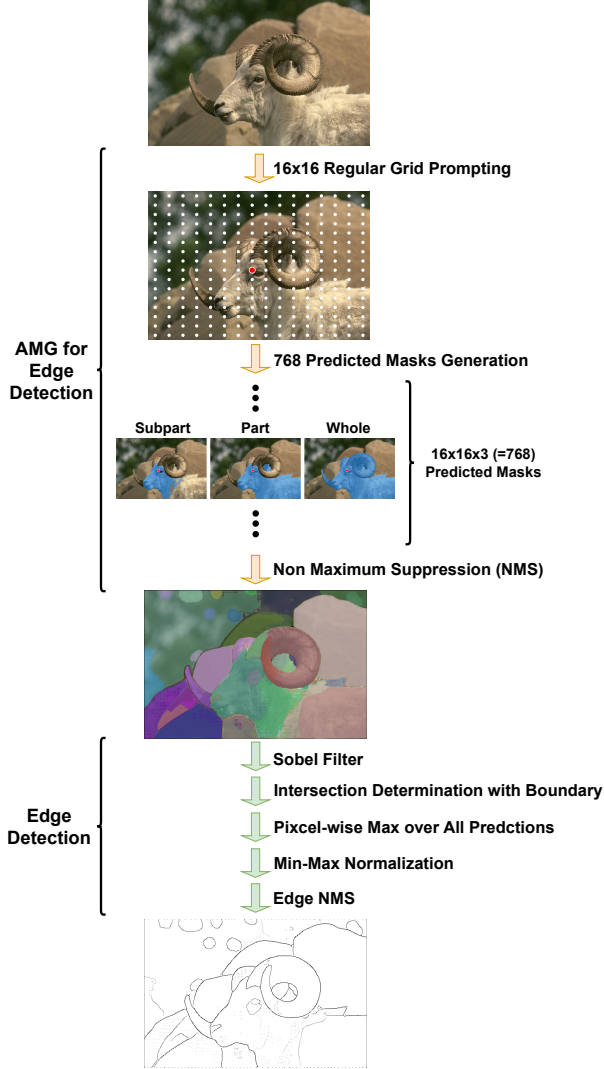 16x16 Regular Grid Prompting
AMG for
Edge
Detection
768 Predicted Masks Generation
Subpart
Part
Whole
16x16x3 (=768)
Predicted Masks
Non Maximum Suppression (NMS)
Edge
Detection
Sobel Filter
Intersection Determination with Boundary
Pixcel-wise Max over All Predctions
Min-Max Normalization
Edge NMS